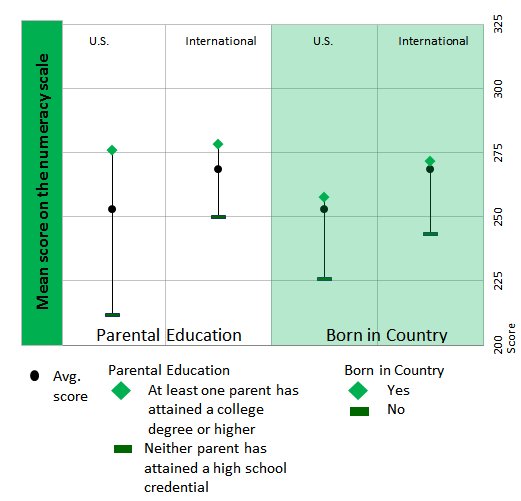 Mean score on the numeracy scale
U.S.
International
U.S.
International
325
300
275
250
225
200
Score
Parental Education
Born in Country
Avg.
score
Parental Education
At least one parent has
attained a college
degree or higher
Neither parent has
attained a high school
credential
Born in Country
Yes
No